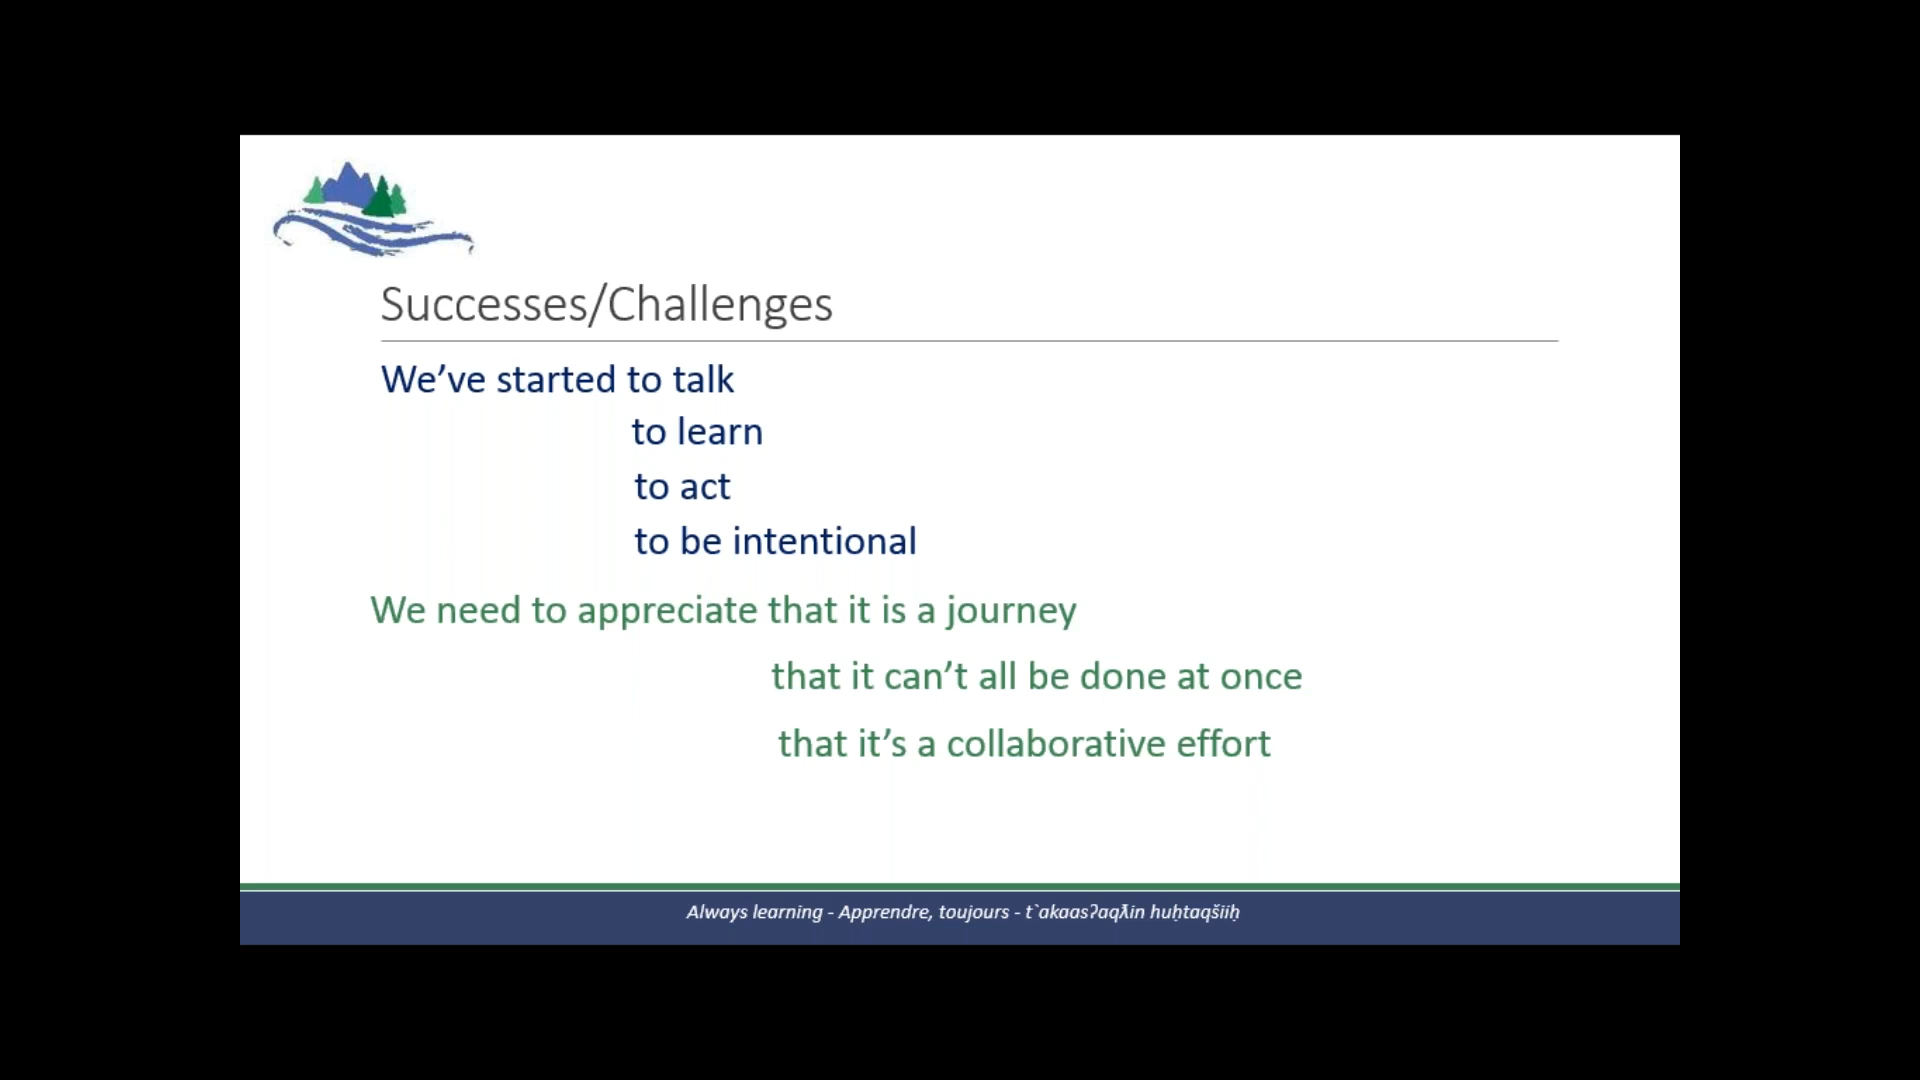 Successes/Challenges
We’ve started to talk
to learn
to act
to be intentional
We need to appreciate that it is a journey
that it can’t all be done at once
that it’s a collaborative effort
Always learning - Apprendre, toujours - t`akaasʔaqƛin huḥtaqšiiḥ